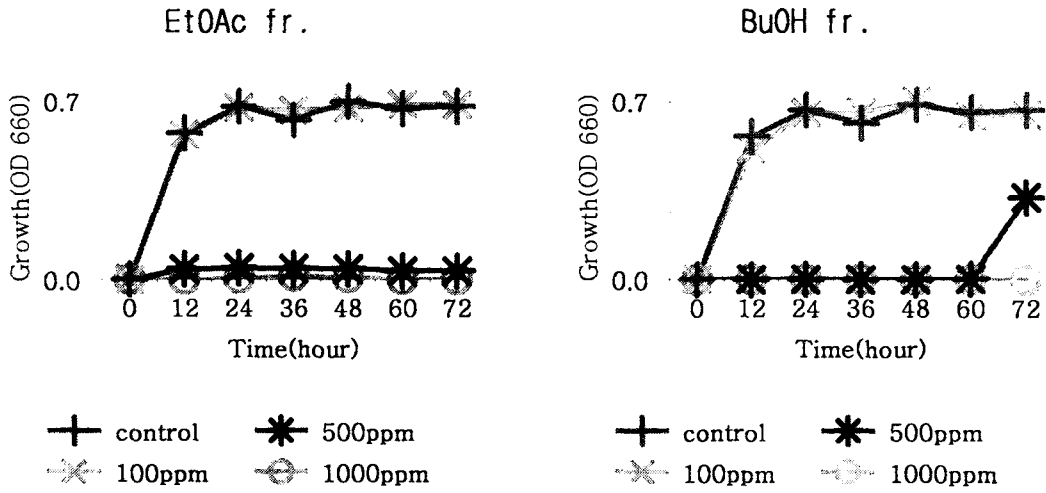 EtOAc fr.
Growth(OD 660)
0.7
0.0
0 12 24 36 48 60 72
Time(hour)
control
500ppm
100ppm
1000ppm
BuOH fr.
Growth(OD 660)
0.7
0.0
0 12 24 36 48 60 72
Time(hour)
control
500ppm
100ppm
1000ppm